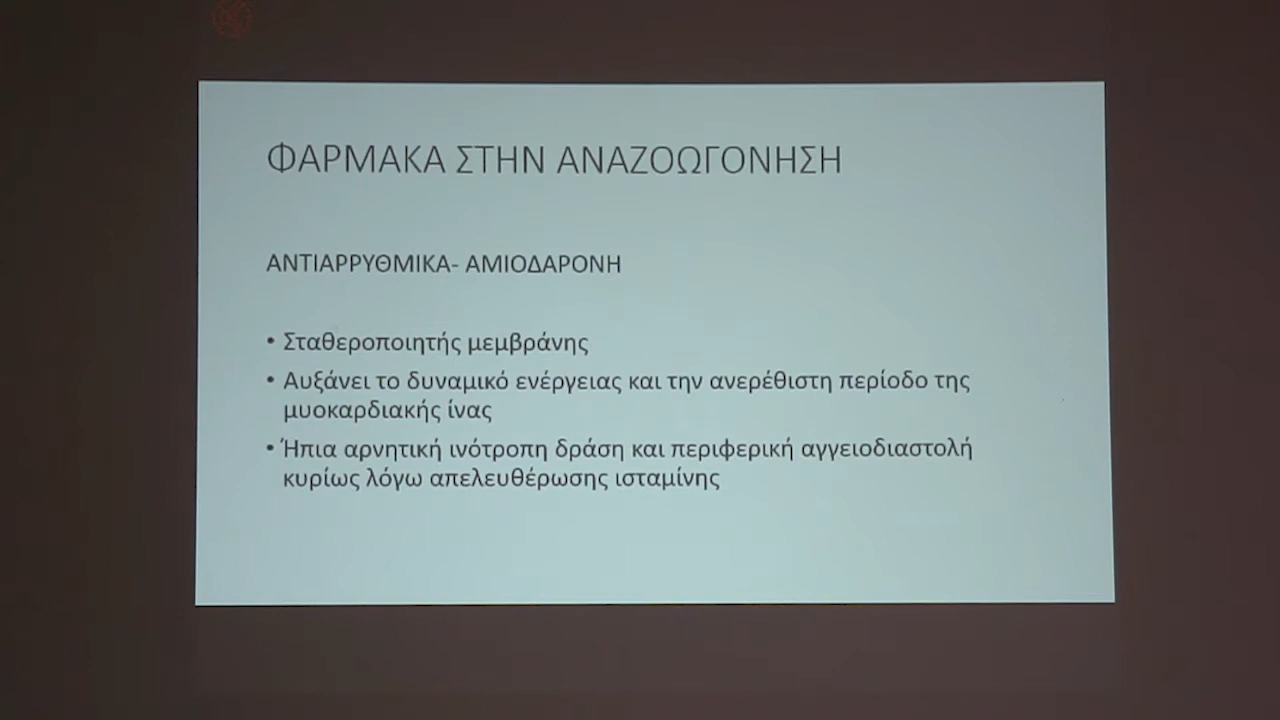 ΦΑΡΜΑΚΑ ΣΤΗΝ ΑΝΑΖΟΩΓΟΝΗΣΗ
ΑΝΤΙΑΡΡΥΘΜΙΚΑ- ΑΜΙΟΔΑΡΟΝΗ
• Σταθεροποιητής μεμβράνης
• Αυξάνει το δυναμικό ενέργειας και την ανερέθιστη περίοδο της
μυοκαρδιακής ίνας
• Ήπια αρνητική ινότροπη δράση και περιφερική αγγειοδιαστολή
κυρίως λόγω απελευθέρωσης ισταμίνης